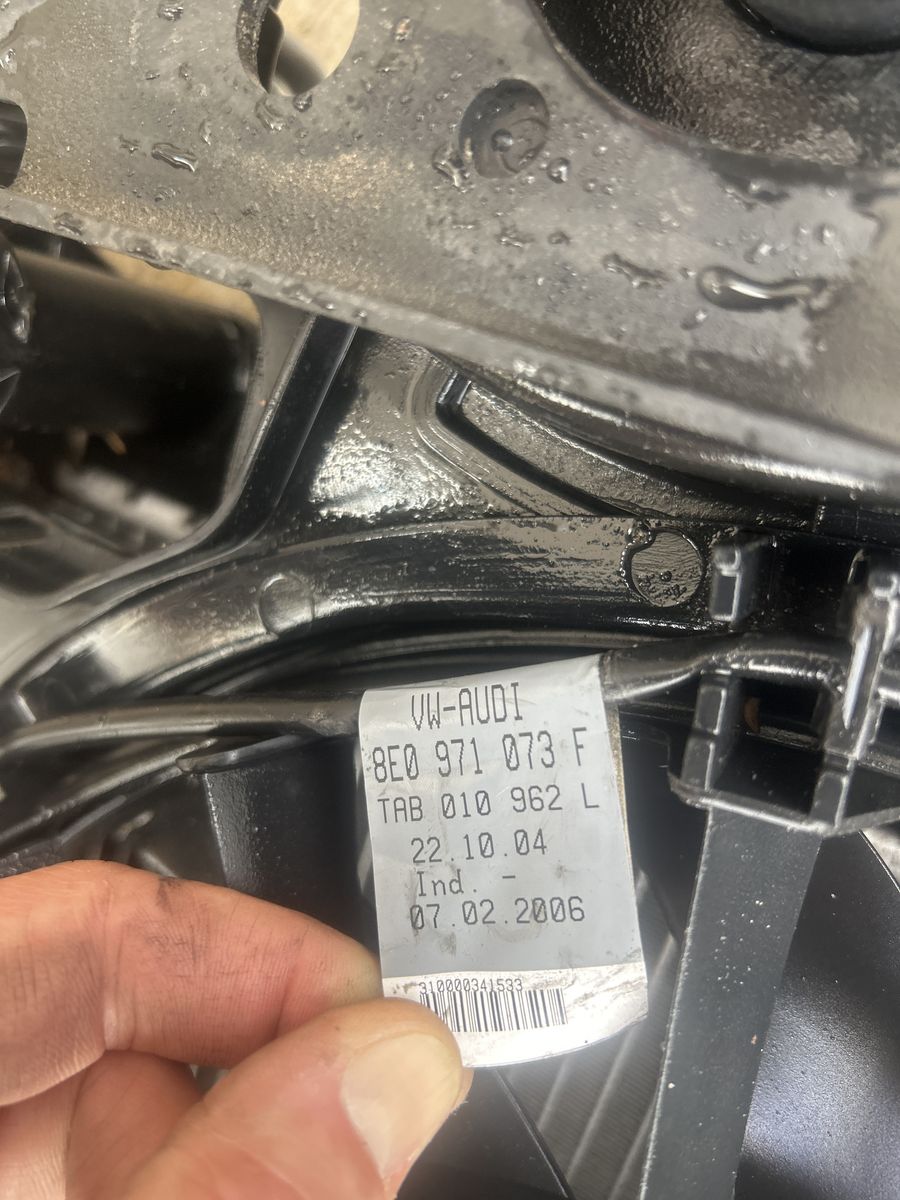 VW-AUDI
8E0 971 073 F
TAB 010 962 L
22.10.04
Ind. -
07.02.2006
310000341533